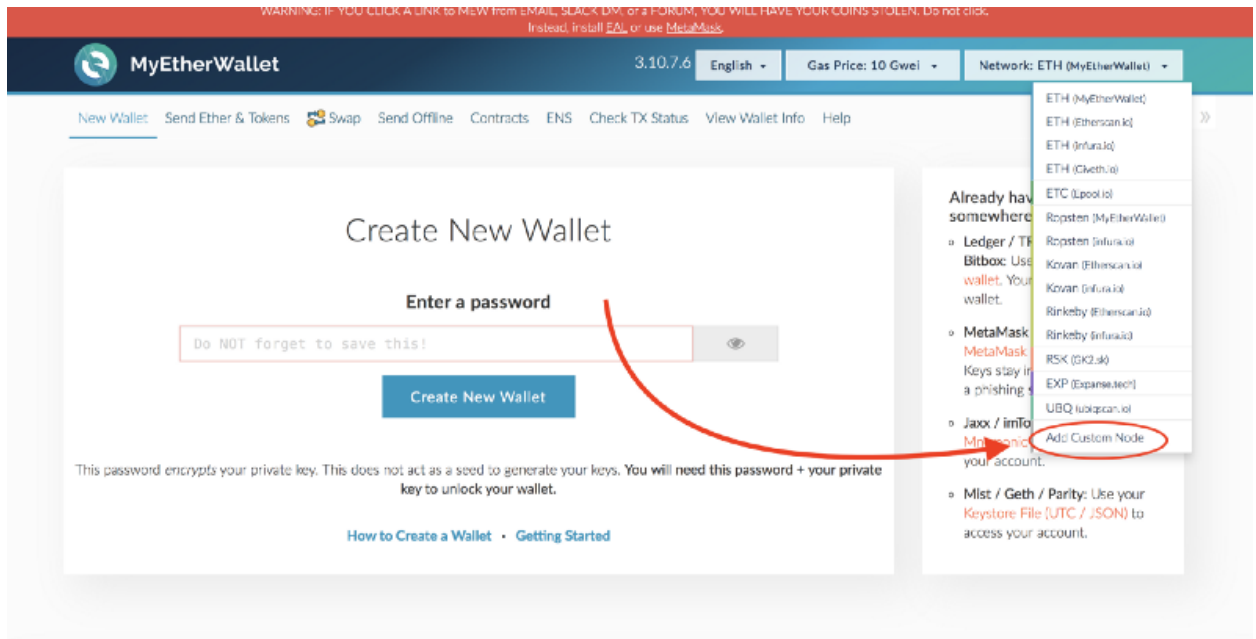 WARNING: IF YOU CLICK A LINK to MEW from EMAIL, SLACK DM, or a FORUM, YOU WILL HAVE YOUR COINS STOLEN. Do not click.
Instead, install EAL or use MetaMask.
MyEtherWallet
3.10.7.6
English
Gas Price: 10 Gwei
Network: ETH (MyEtherWallet)
New Wallet Send Ether & Tokens Swap Send Offline Contracts ENS Check TX Status View Wallet Info Help
ETH (MyEtherWallet)
ETH (Etherscan.io)
ETH (infura.io)
ETH (Giveth.io)
ETC (Epool.io)
Ropsten (MyEtherWallet)
Ropsten (infura.io)
Kovan (Etherscan.io)
Kovan (infura.io)
Rinkeby (Etherscan.io)
Rinkeby (infura.io)
RSK (GK2.sk)
EXP (Expanse.tech)
UBQ (ubiqscan.io)
Add Custom Node
Create New Wallet
Enter a password
Do NOT forget to save this!
Create New Wallet
This password encrypts your private key. This does not act as a seed to generate your keys. You will need this password + your private
key to unlock your wallet.
How to Create a Wallet • Getting Started
Already hav
somewhere
Ledger / TR
Bitbox: Use
wallet. Your
wallet.
MetaMask
MetaMask
Keys stay in
a phishing
Jaxx / imTo
Mnemonic
your account.
Mist / Geth / Parity: Use your
Keystore File (UTC / JSON) to
access your account.